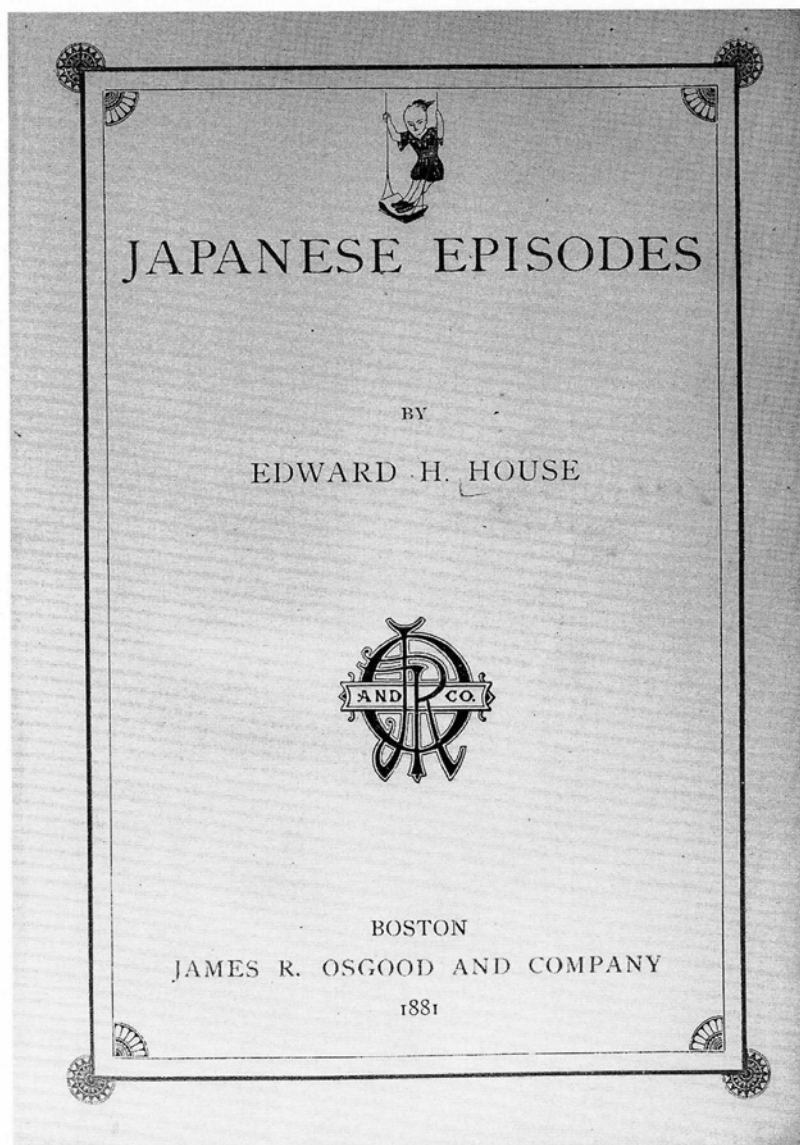 JAPANESE EPISODES
BY
EDWARD H. HOUSE
AND CO.
BOSTON
JAMES R. OSGOOD AND COMPANY
1881